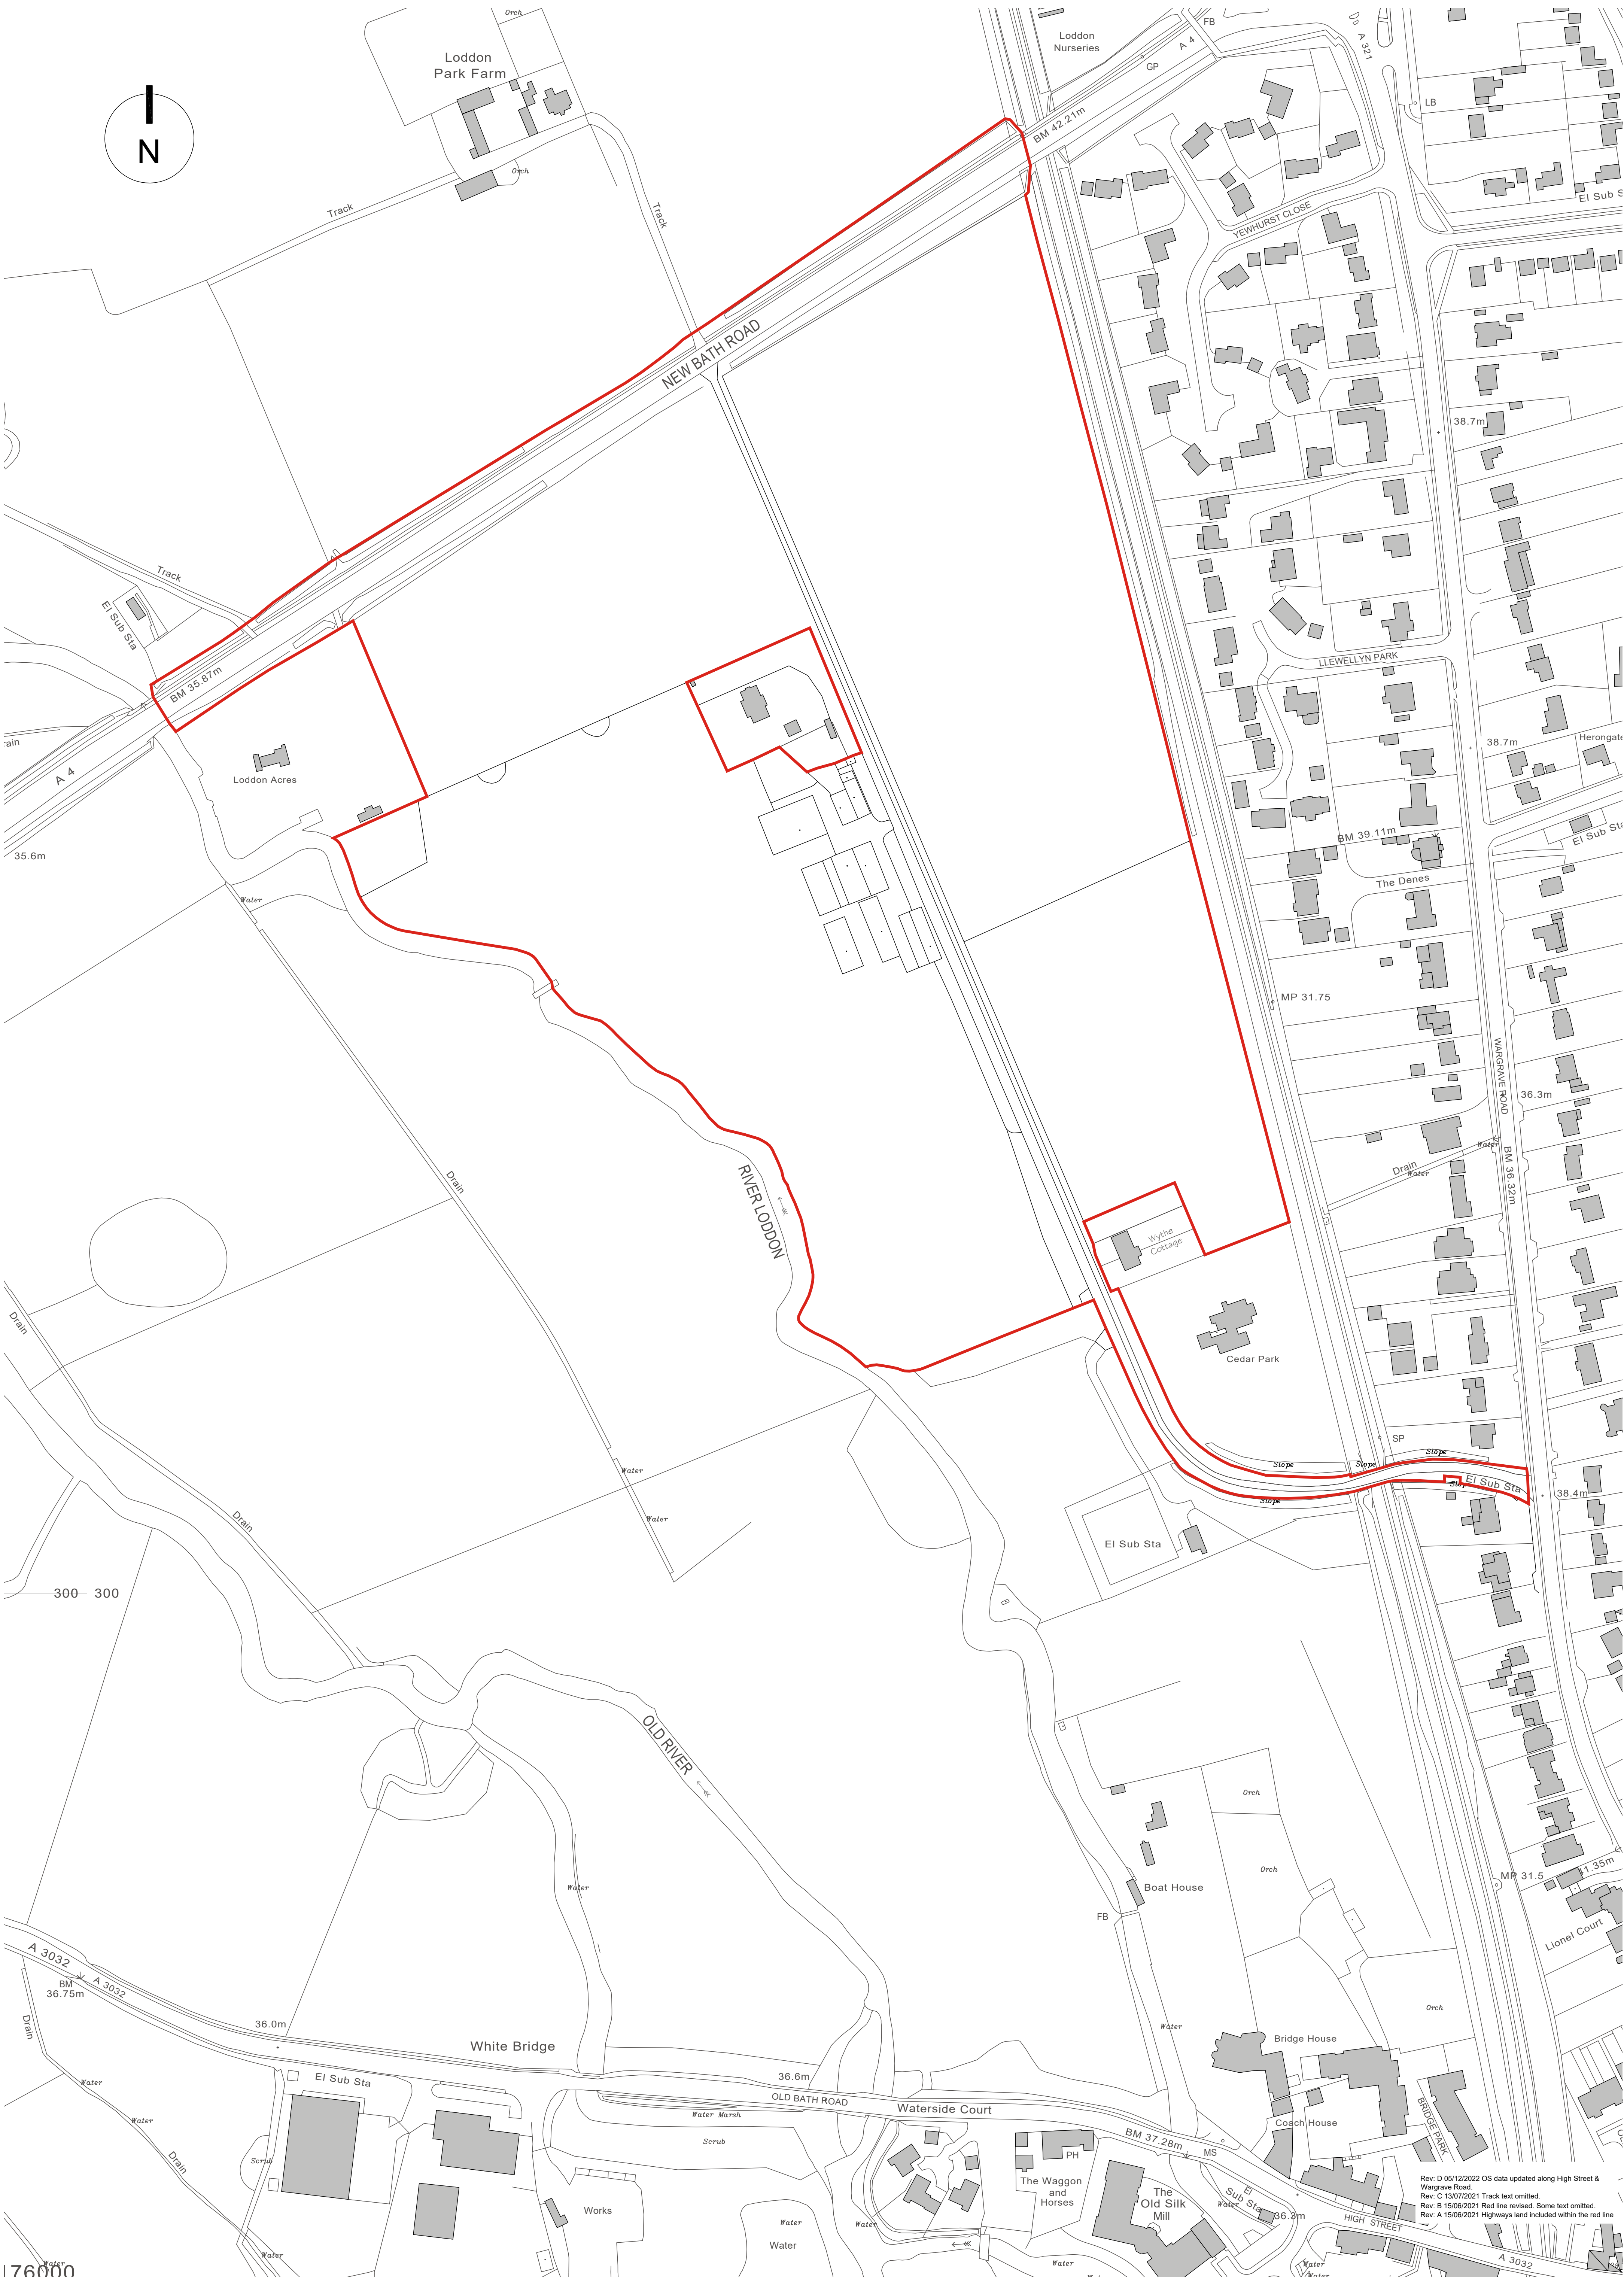 Orch
Loddon
Park Farm
Orch
Track
Track
N
Loddon
Nurseries
FB
A 4
GP
A 321
BM 42.21m
LB
El Sub S
YEWHURST CLOSE
NEW BATH ROAD
38.7m
Track
El Sub Sta
BM 35.87m
A 4
ain
Loddon Acres
35.6m
Water
LLEWELLYN PARK
38.7m
Herongate
BM 39.11m
El Sub Sta
The Denes
MP 31.75
WARGRAVE ROAD
36.3m
Water
Drain
Water
BM 36.32m
Drain
RIVER LODDON
Wythe
Cottage
Cedar Park
Drain
SP
Slope
Slope
Slope
Slope
Slope
El Sub Sta
38.4m
Water
Water
Drain
El Sub Sta
300 300
OLD RIVER
Orch
Orch
Water
Boat House
FB
MP 31.5
41.35m
Lionel Court
A 3032
A 3032
BM
36.75m
Drain
36.0m
White Bridge
Orch
Water
Bridge House
El Sub Sta
36.6m
OLD BATH ROAD
Waterside Court
Water
Water
Drain
Scrub
Water Marsh
Scrub
Coach House
BRIDGE PARK
BM 37.28m
MS
PH
The Waggon
and
Horses
The
Old Silk
Mill
El
Sub Sta
Water
36.3m
Works
Water
Water
Water
HIGH STREET
A 3032
Water
Water
Water
Water
Water
176000
Rev: D 05/12/2022 OS data updated along High Street &
Wargrave Road.
Rev: C 13/07/2021 Track text omitted.
Rev: B 15/06/2021 Red line revised. Some text omitted.
Rev: A 15/06/2021 Highways land included within the red line